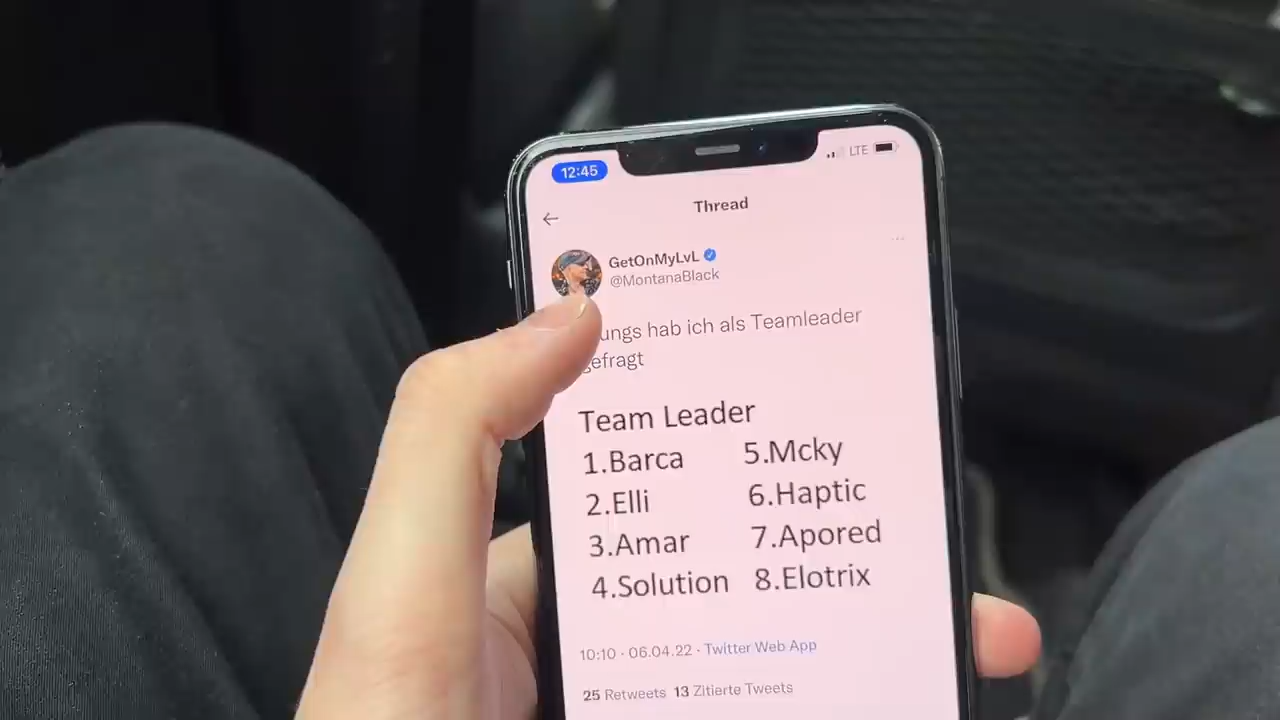 12:45
LTE
Thread
GetOnMyLvL
@MontanaBlack
hab ich als Teamleader
Team Leader
1.Barca 5.Mcky
2.Elli 6.Haptic
3.Amar 7.Apored
4.Solution 8.Elotrix
10:10 · 06.04.22 · Twitter Web App
25 Retweets 13 Zitierte Tweets